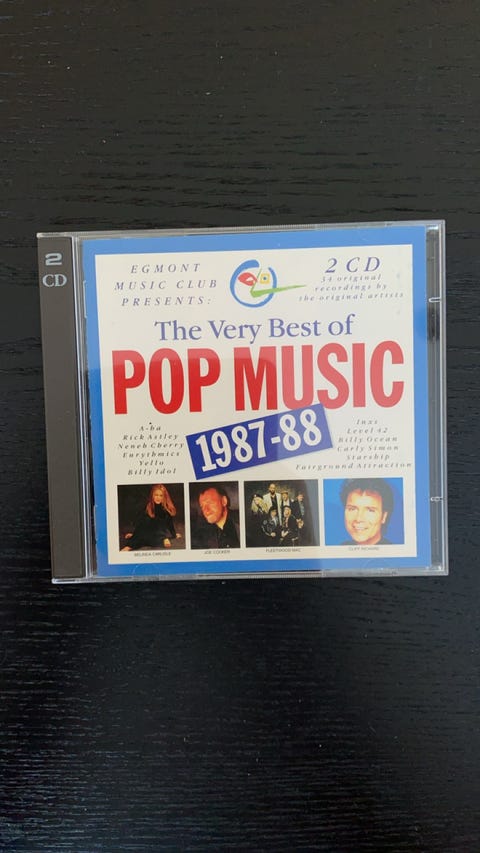 2
CD
EGMONT
MUSIC CLUB
PRESENTS:
2 CD
34 original
recordings by
the original artists
The Very Best of
POP MUSIC
1987-88
A-ha
Rick Astley
Neneh Cherry
Eurythmics
Yello
Billy Idol
Inxs
Level 42
Billy Ocean
Carly Simon
Starship
Fairground Attraction
BELINDA CARLISLE
JOE COCKER
FLEETWOOD MAC
CLIFF RICHARD